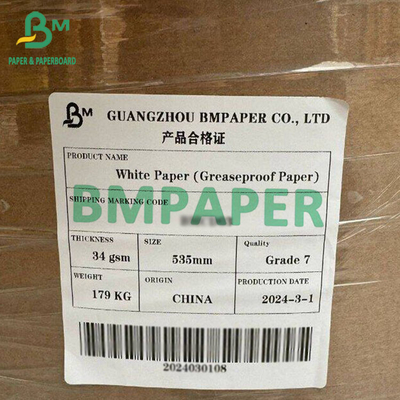 BM
PAPER & PAPERBOARD
BM GUANGZHOU BMPAPER CO., LTD
产品合格证
PRODUCT NAME
White Paper (Greaseproof Paper)
SHIPPING MARKING CODE
BMPAPER
THICKNESS SIZE Quality
34 gsm 535mm Grade 7
WEIGHT ORIGIN PRODUCTION DATE
179 KG CHINA 2024-3-1
2024030108